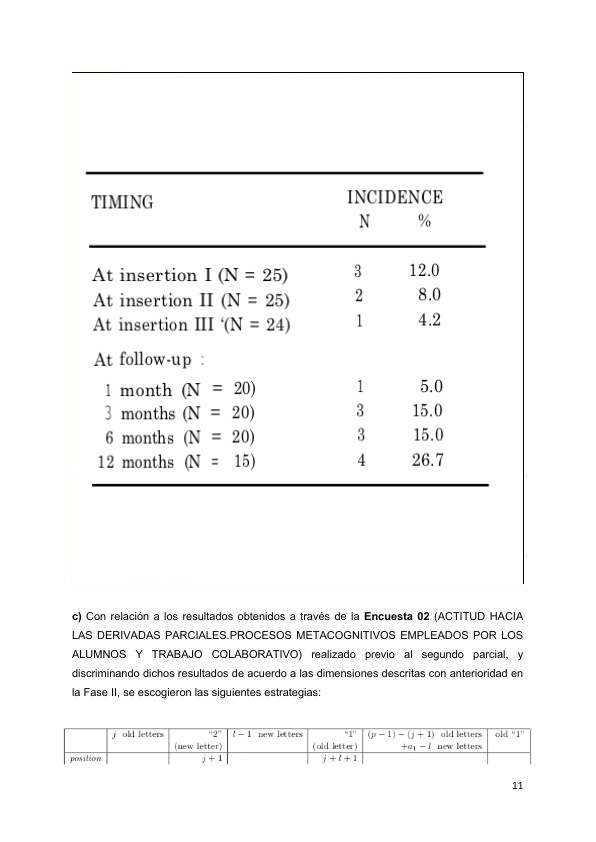 TIMING INCIDENCE
N %
At insertion I (N = 25) 3 12.0
At insertion II (N = 25) 2 8.0
At insertion III ‘(N = 24) 1 4.2
At follow-up :
1 month (N = 20) 1 5.0
3 months (N = 20) 3 15.0
6 months (N = 20) 3 15.0
12 months (N = 15) 4 26.7
c) Con relación a los resultados obtenidos a través de la Encuesta 02 (ACTITUD HACIA
LAS DERIVADAS PARCIALES.PROCESOS METACOGNITIVOS EMPLEADOS POR LOS
ALUMNOS Y TRABAJO COLABORATIVO) realizado previo al segundo parcial, y
discriminando dichos resultados de acuerdo a las dimensiones descritas con anterioridad en
la Fase II, se escogieron las siguientes estrategias:
j old letters “2” l − 1 new letters “1” (p − 1) − (j + 1) old letters old “1”
(new letter) (old letter) +a₁ − l new letters
position j + 1 j + l + 1
11